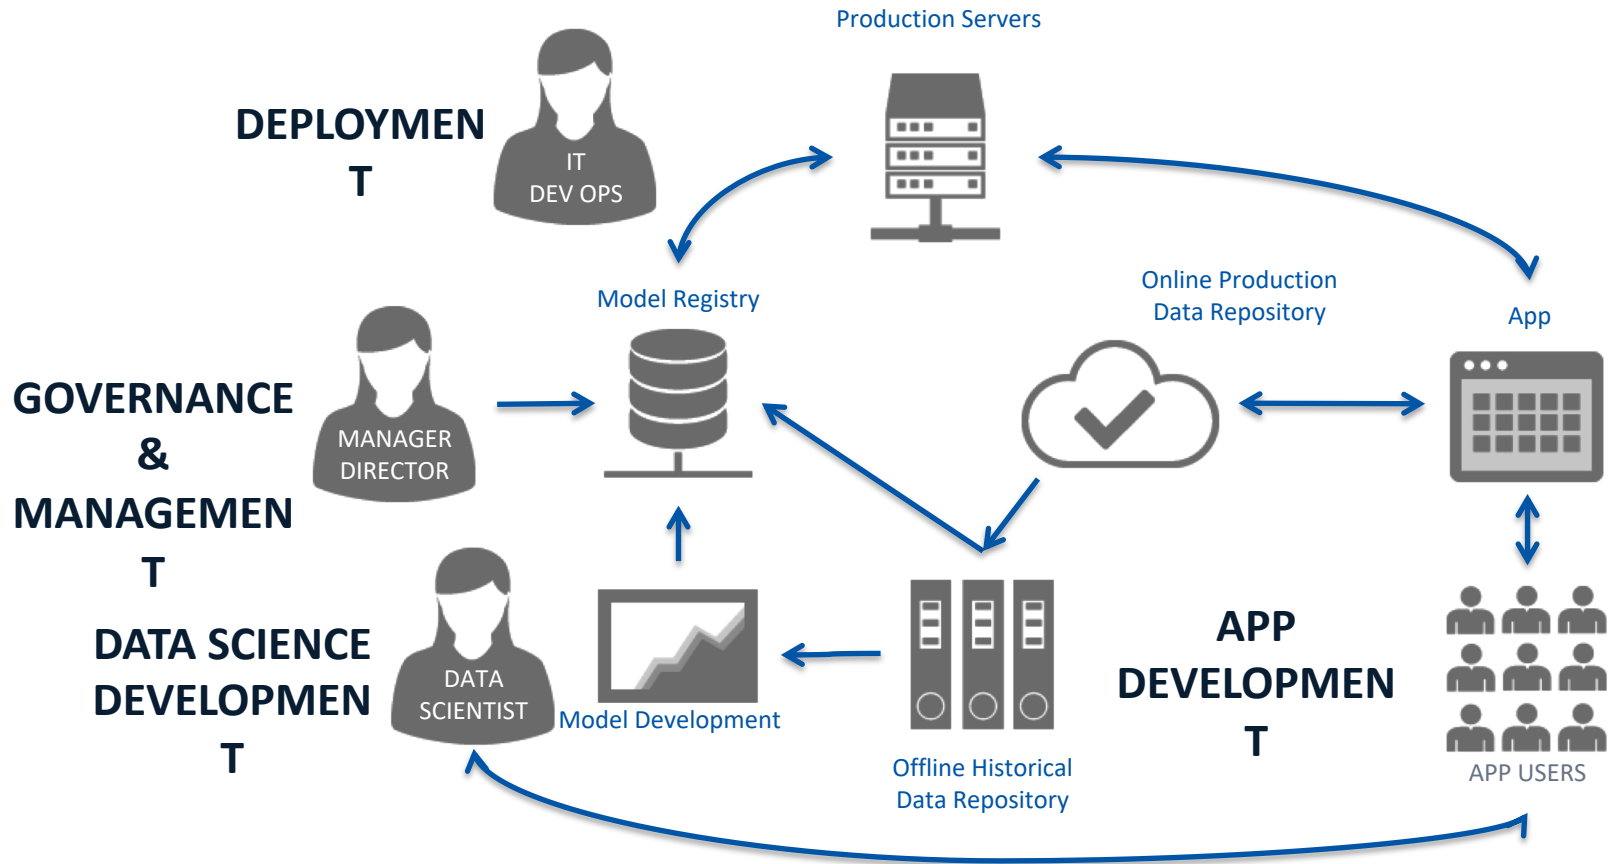 Production Servers
DEPLOYMEN
T
IT
DEV OPS
Model Registry
Online Production
Data Repository
App
GOVERNANCE
&
MANAGEMEN
T
MANAGER
DIRECTOR
DATA SCIENCE
DEVELOPMEN
T
DATA
SCIENTIST
Model Development
Offline Historical
Data Repository
APP
DEVELOPMEN
T
APP USERS